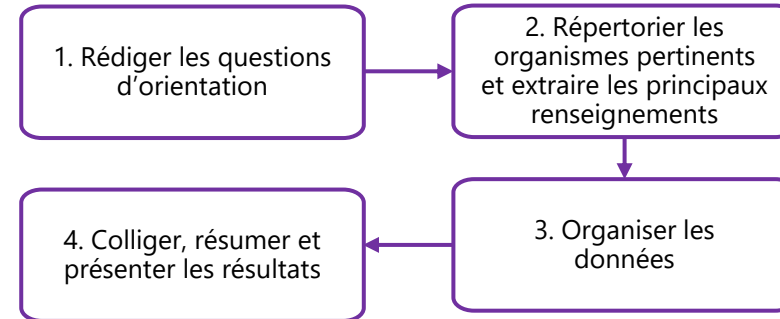 1. Rédiger les questions
d’orientation
2. Répertorier les
organismes pertinents
et extraire les principaux
renseignements
3. Organiser les
données
4. Colliger, résumer et
présenter les résultats